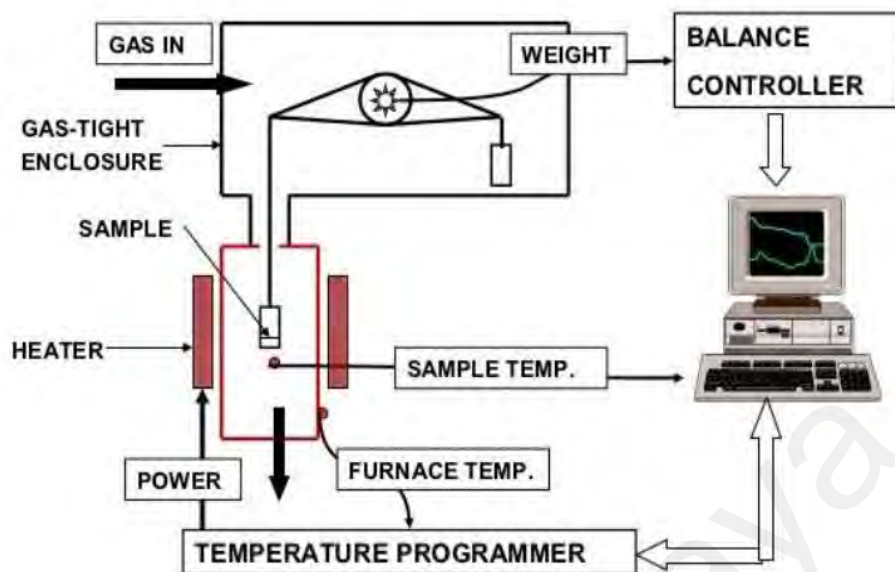 GAS IN
WEIGHT
BALANCE
CONTROLLER
GAS-TIGHT
ENCLOSURE
SAMPLE
HEATER
SAMPLE TEMP.
POWER
FURNACE TEMP.
TEMPERATURE PROGRAMMER